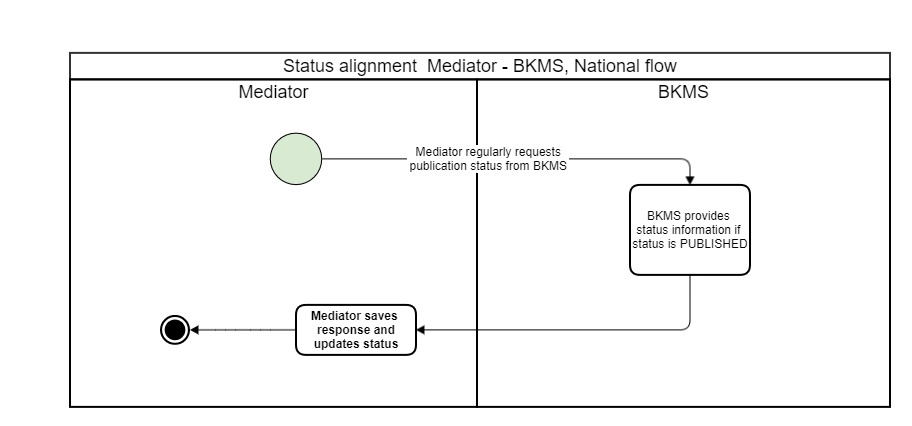 Status alignment  Mediator - BKMS, National flow
Mediator
BKMS
Mediator regularly requests
publication status from BKMS
BKMS provides
status information if
status is PUBLISHED
Mediator saves
response and
updates status